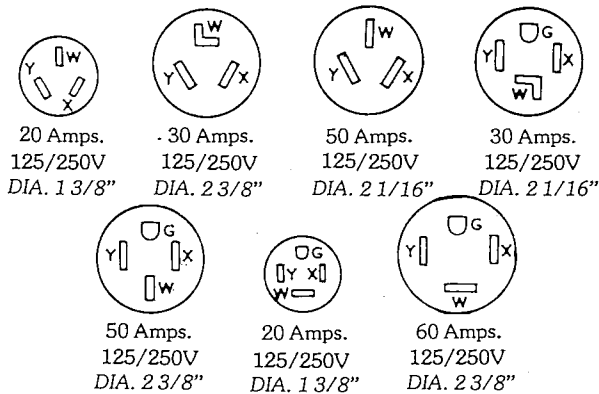 Y W X
20 Amps.
125/250V
DIA. 1 3/8"
W Y X
30 Amps.
125/250V
DIA. 2 3/8"
W Y X
50 Amps.
125/250V
DIA. 2 1/16"
G Y X W
30 Amps.
125/250V
DIA. 2 1/16"
G Y X W
50 Amps.
125/250V
DIA. 2 3/8"
G Y X W
20 Amps.
125/250V
DIA. 1 3/8"
G Y X W
60 Amps.
125/250V
DIA. 2 3/8"